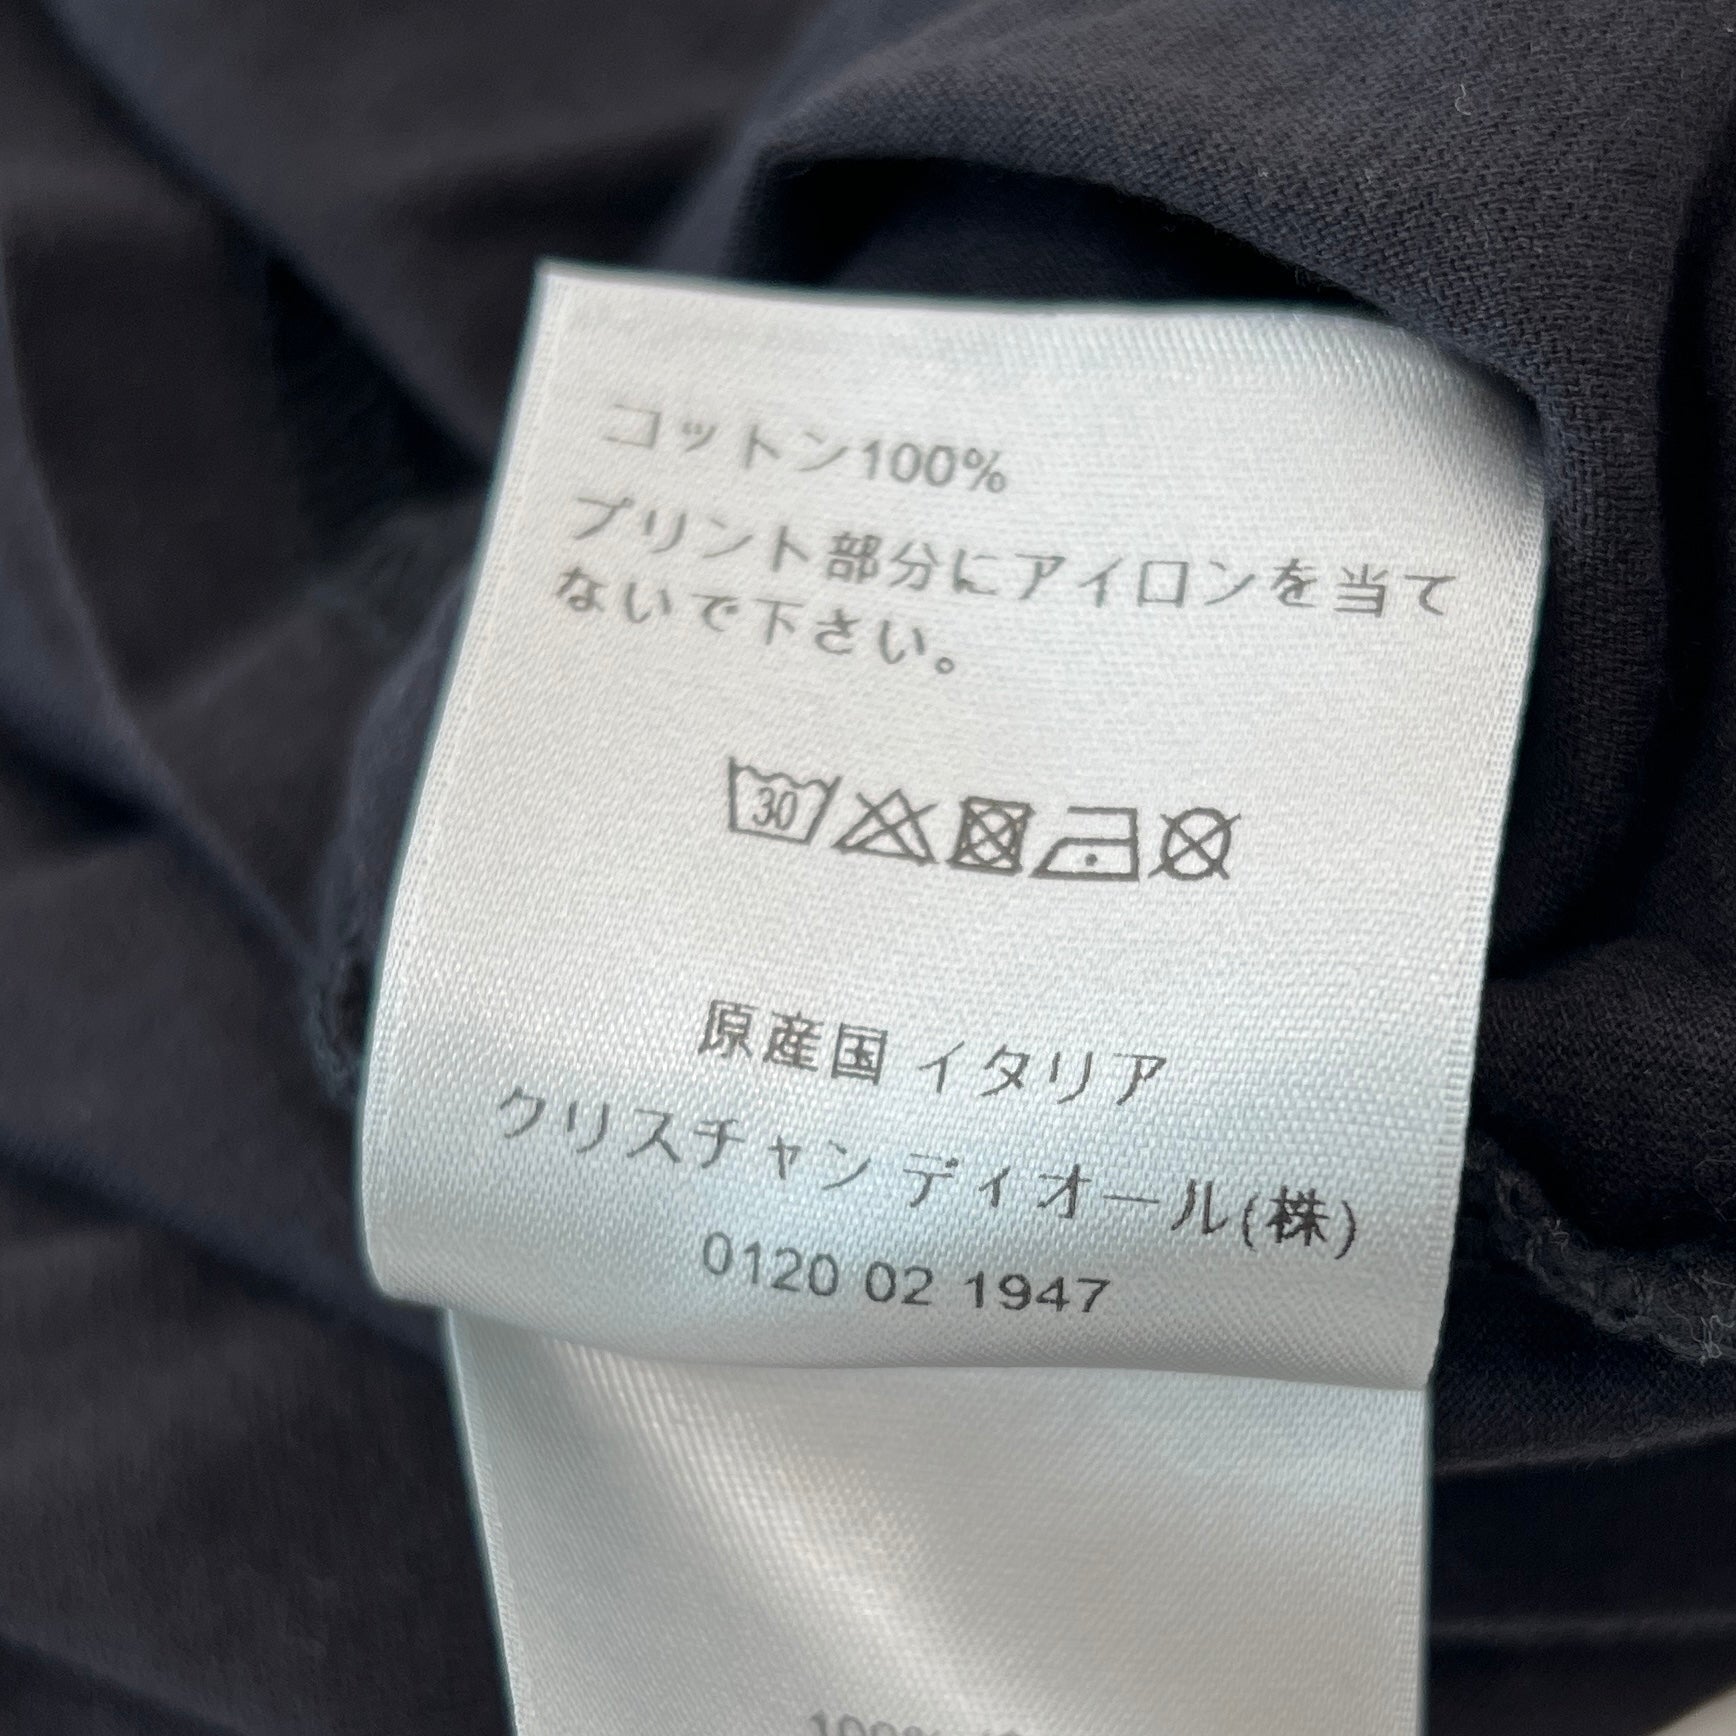 コットン100%
プリント部分にアイロンを当て
ないで下さい。
30
原産国 イタリア
クリスチャン ディオール(株)
0120 02 1947
100%